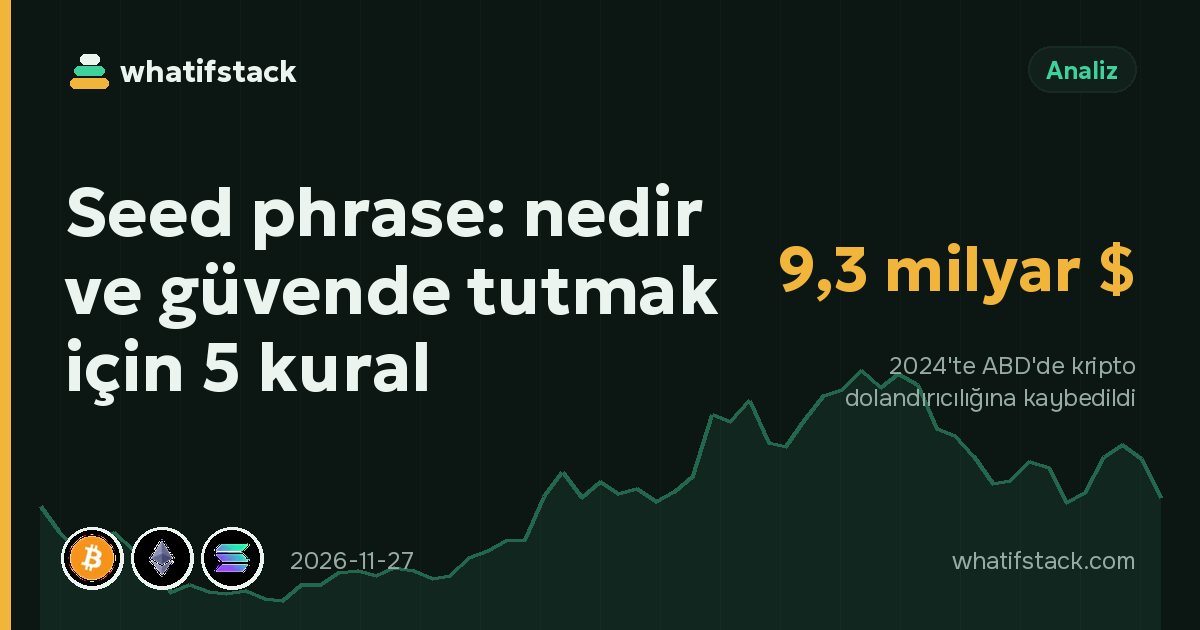 whatifstack
Analiz
Seed phrase: nedir
ve güvende tutmak
için 5 kural
9,3 milyar $
2024'te ABD'de kripto
dolandırıcılığına kaybedildi
2026-11-27
whatifstack.com